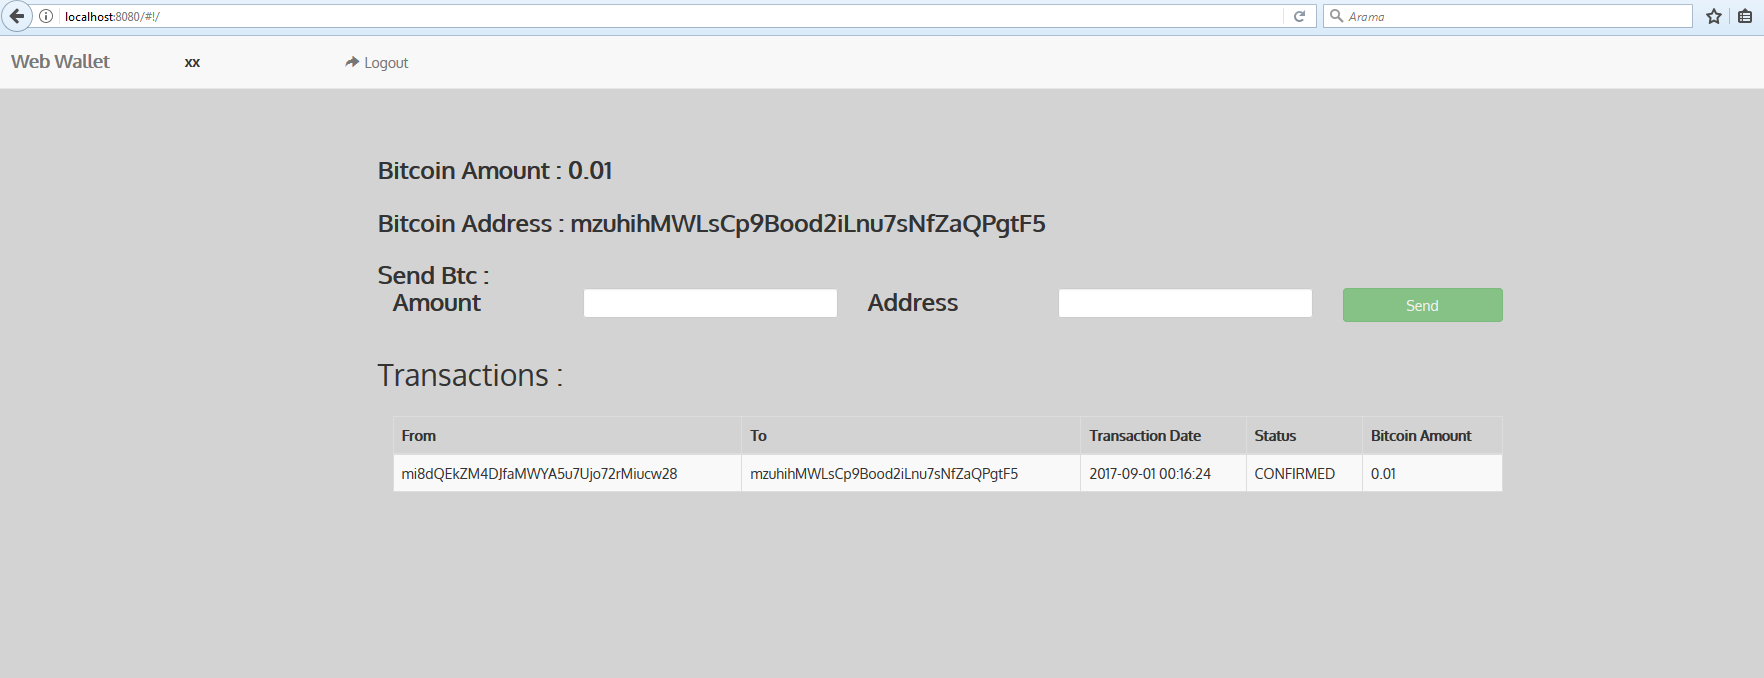 localhost:8080/#!/ Arama
Web Wallet xx Logout
Bitcoin Amount : 0.01
Bitcoin Address : mzuhihMWLsCp9Bood2iLnu7sNfZaQPgtF5
Send Btc :
Amount Address Send
Transactions :
From To Transaction Date Status Bitcoin Amount
mi8dQEkZM4DJfaMWYA5u7Ujo72rMiucw28 mzuhihMWLsCp9Bood2iLnu7sNfZaQPgtF5 2017-09-01 00:16:24 CONFIRMED 0.01